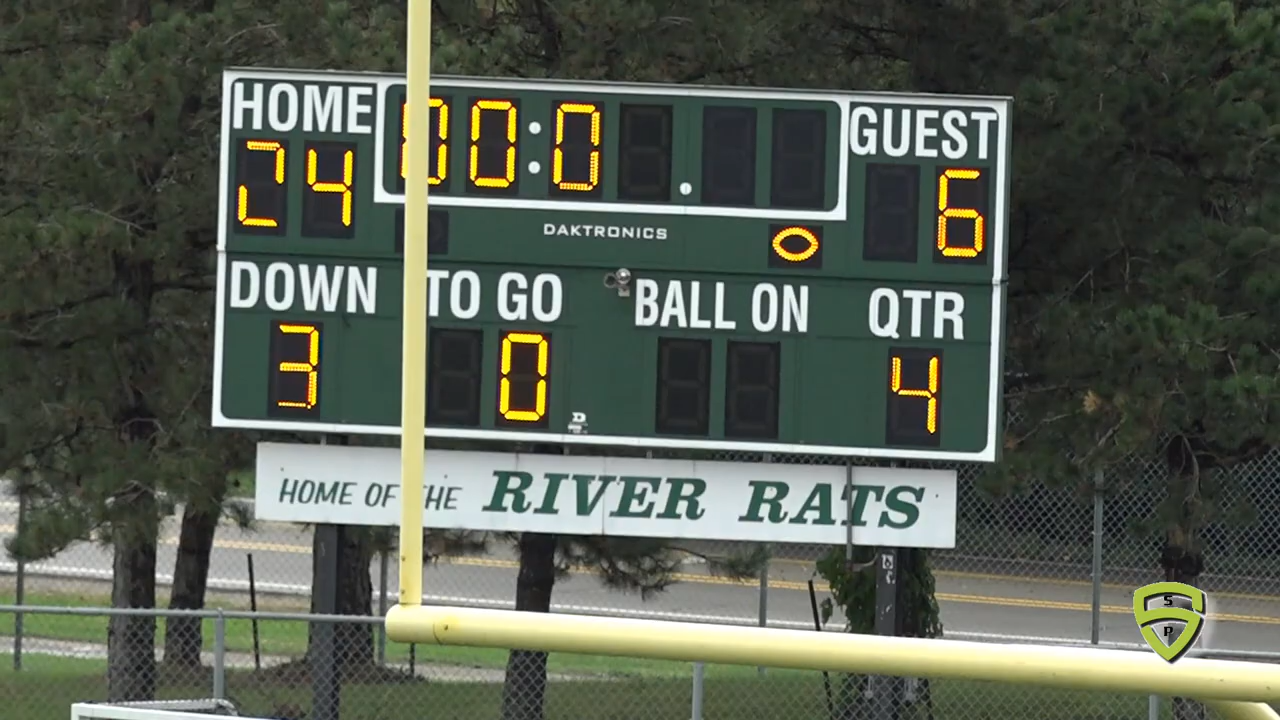 HOME GUEST
24 00:0 . 6
DAKTRONICS
DOWN TO GO BALL ON QTR
3 0 4
HOME OF THE RIVER RATS
S
P